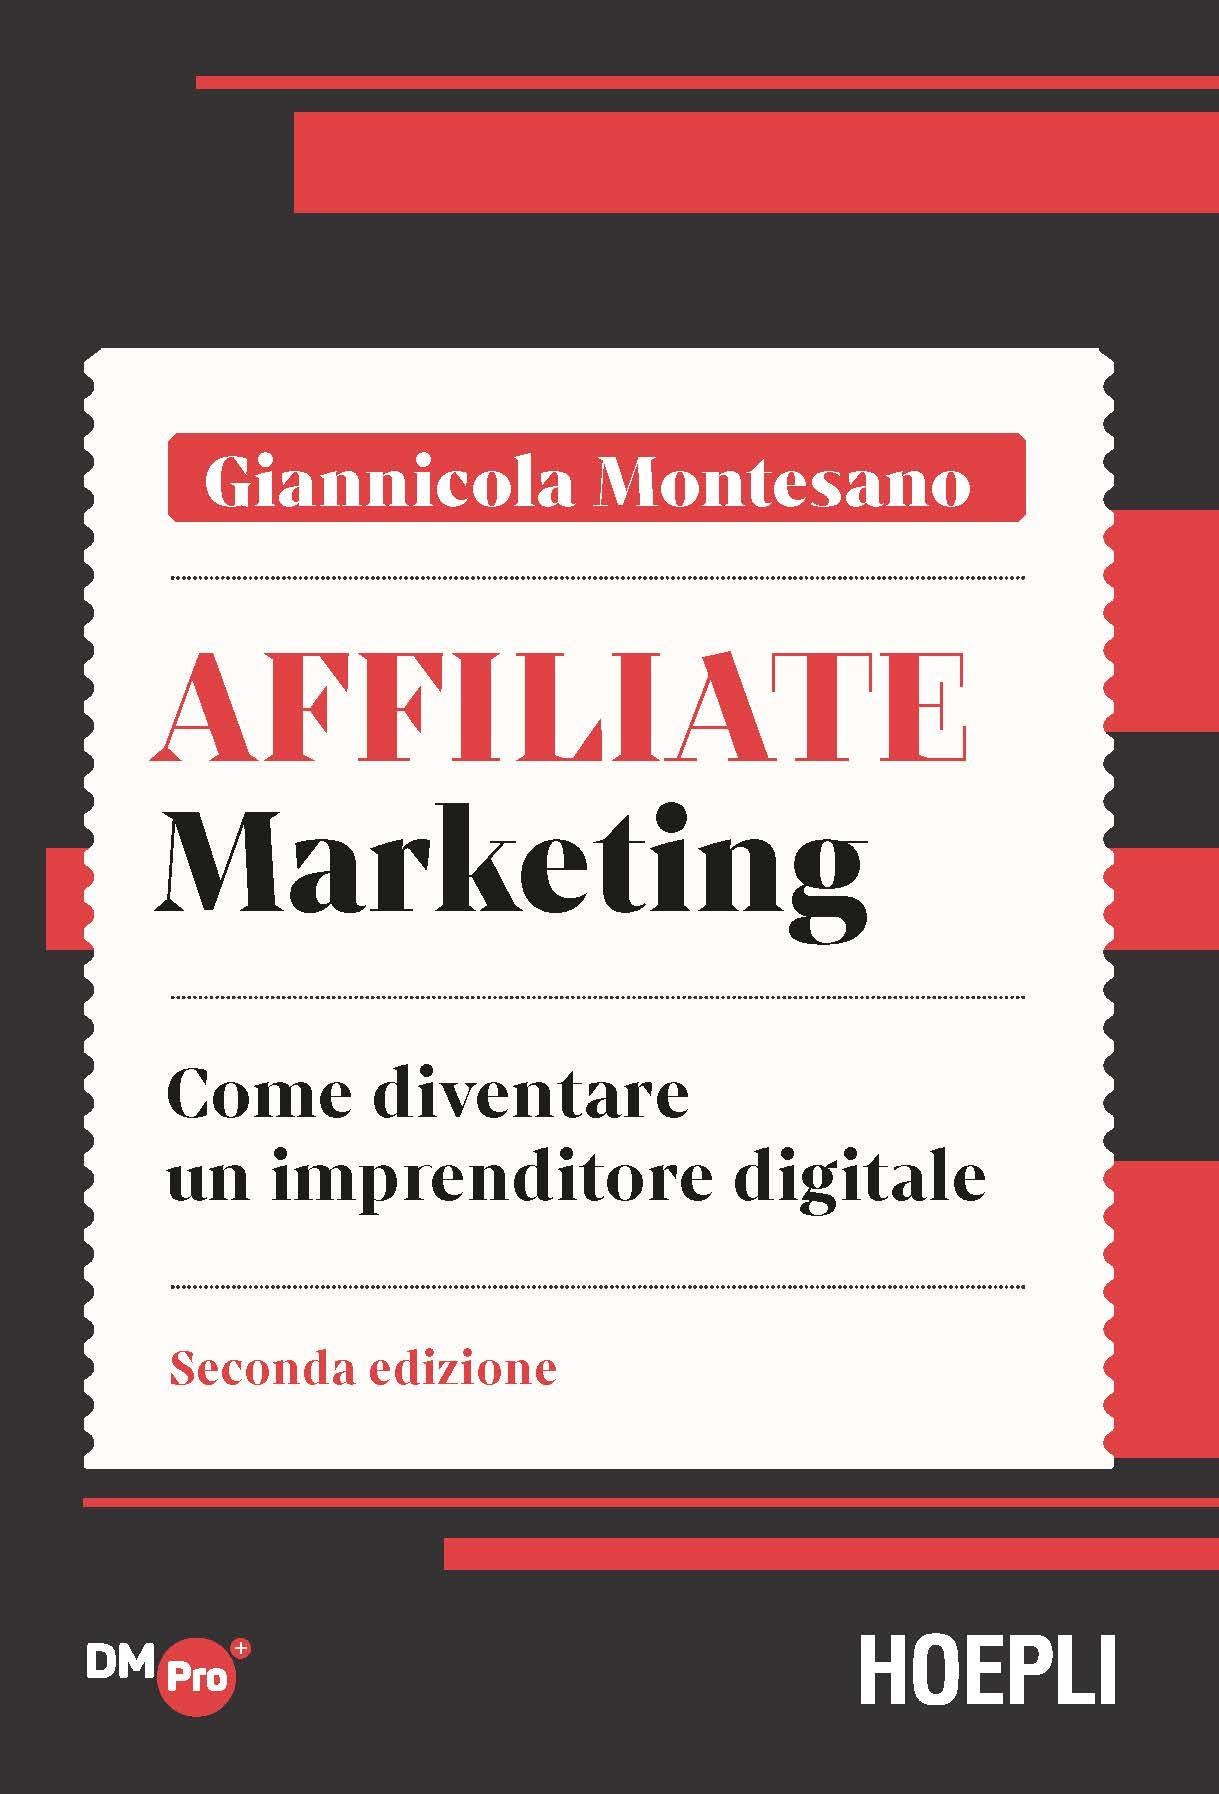 Giannicola Montesano
AFFILIATE
Marketing
Come diventare
un imprenditore digitale
Seconda edizione
DM Pro+
HOEPLI